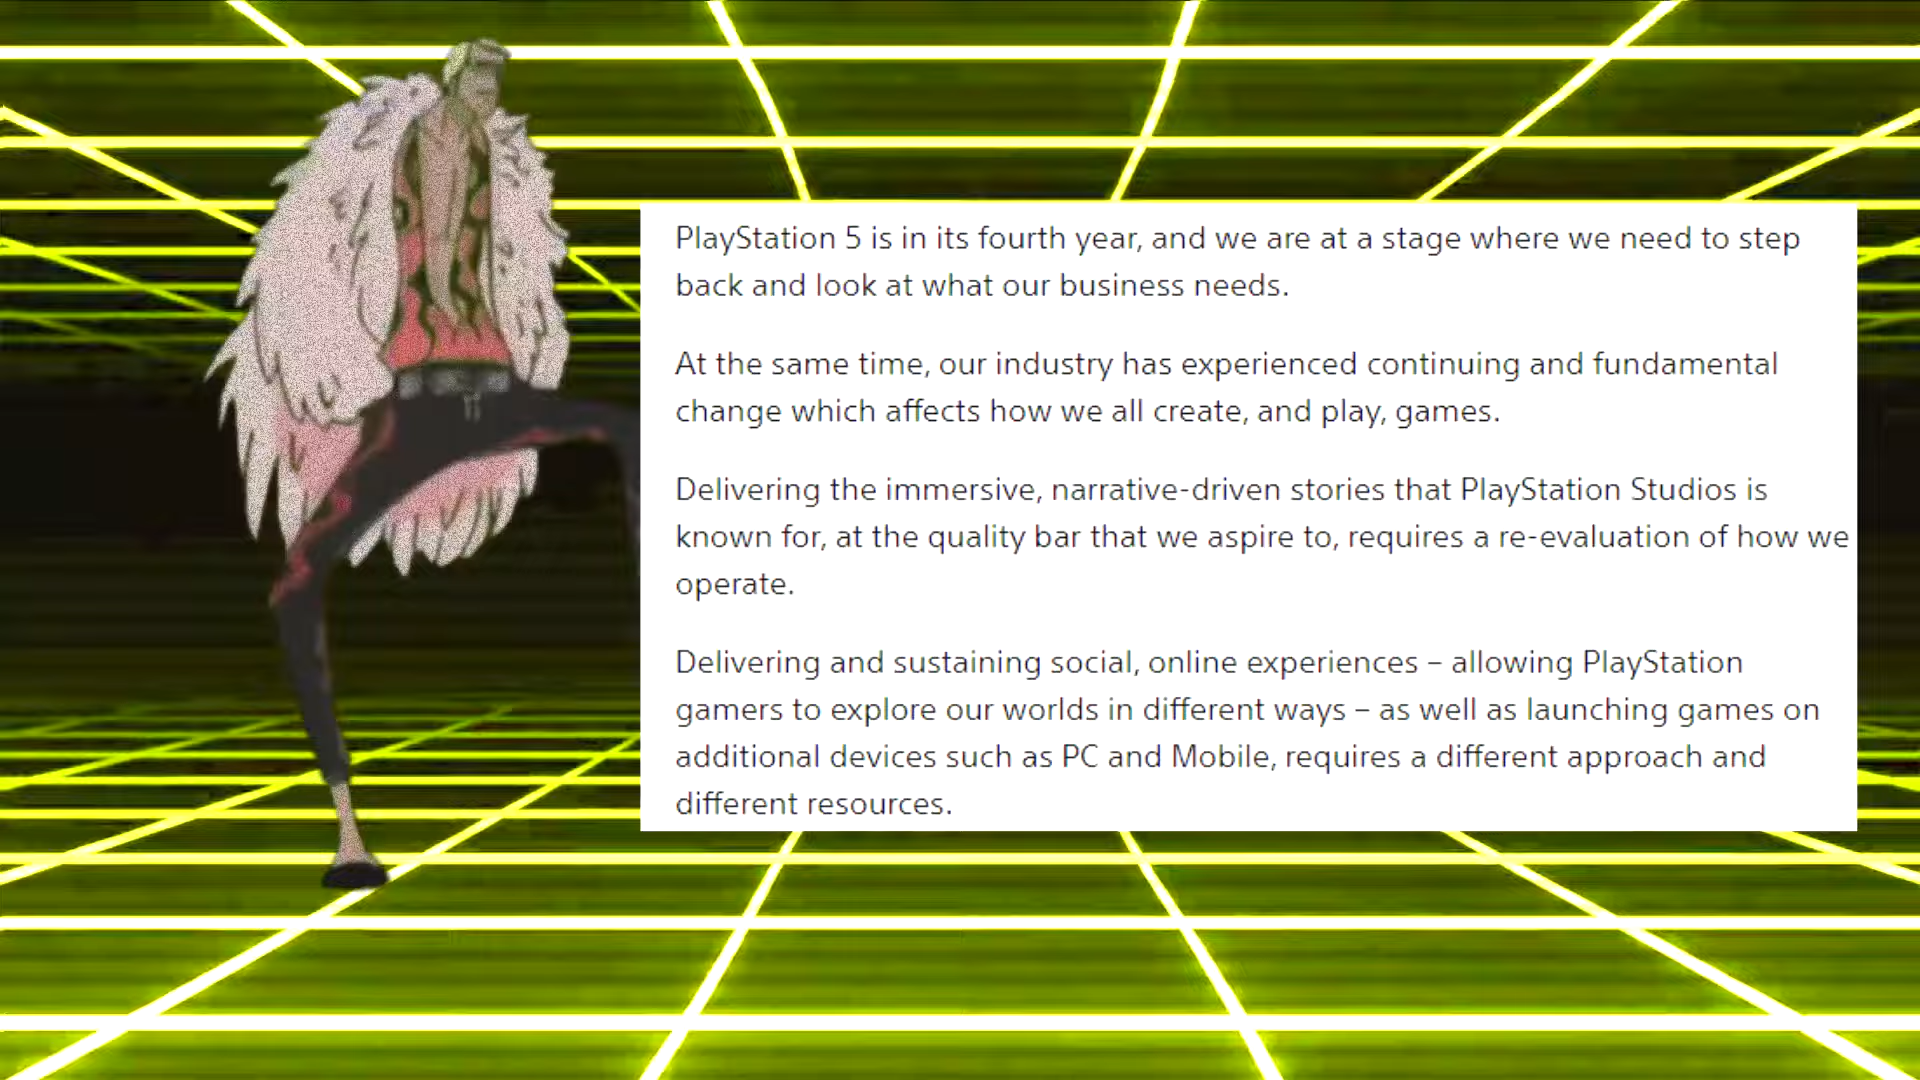 PlayStation 5 is in its fourth year, and we are at a stage where we need to step
back and look at what our business needs.
At the same time, our industry has experienced continuing and fundamental
change which affects how we all create, and play, games.
Delivering the immersive, narrative-driven stories that PlayStation Studios is
known for, at the quality bar that we aspire to, requires a re-evaluation of how we
operate.
Delivering and sustaining social, online experiences – allowing PlayStation
gamers to explore our worlds in different ways – as well as launching games on
additional devices such as PC and Mobile, requires a different approach and
different resources.